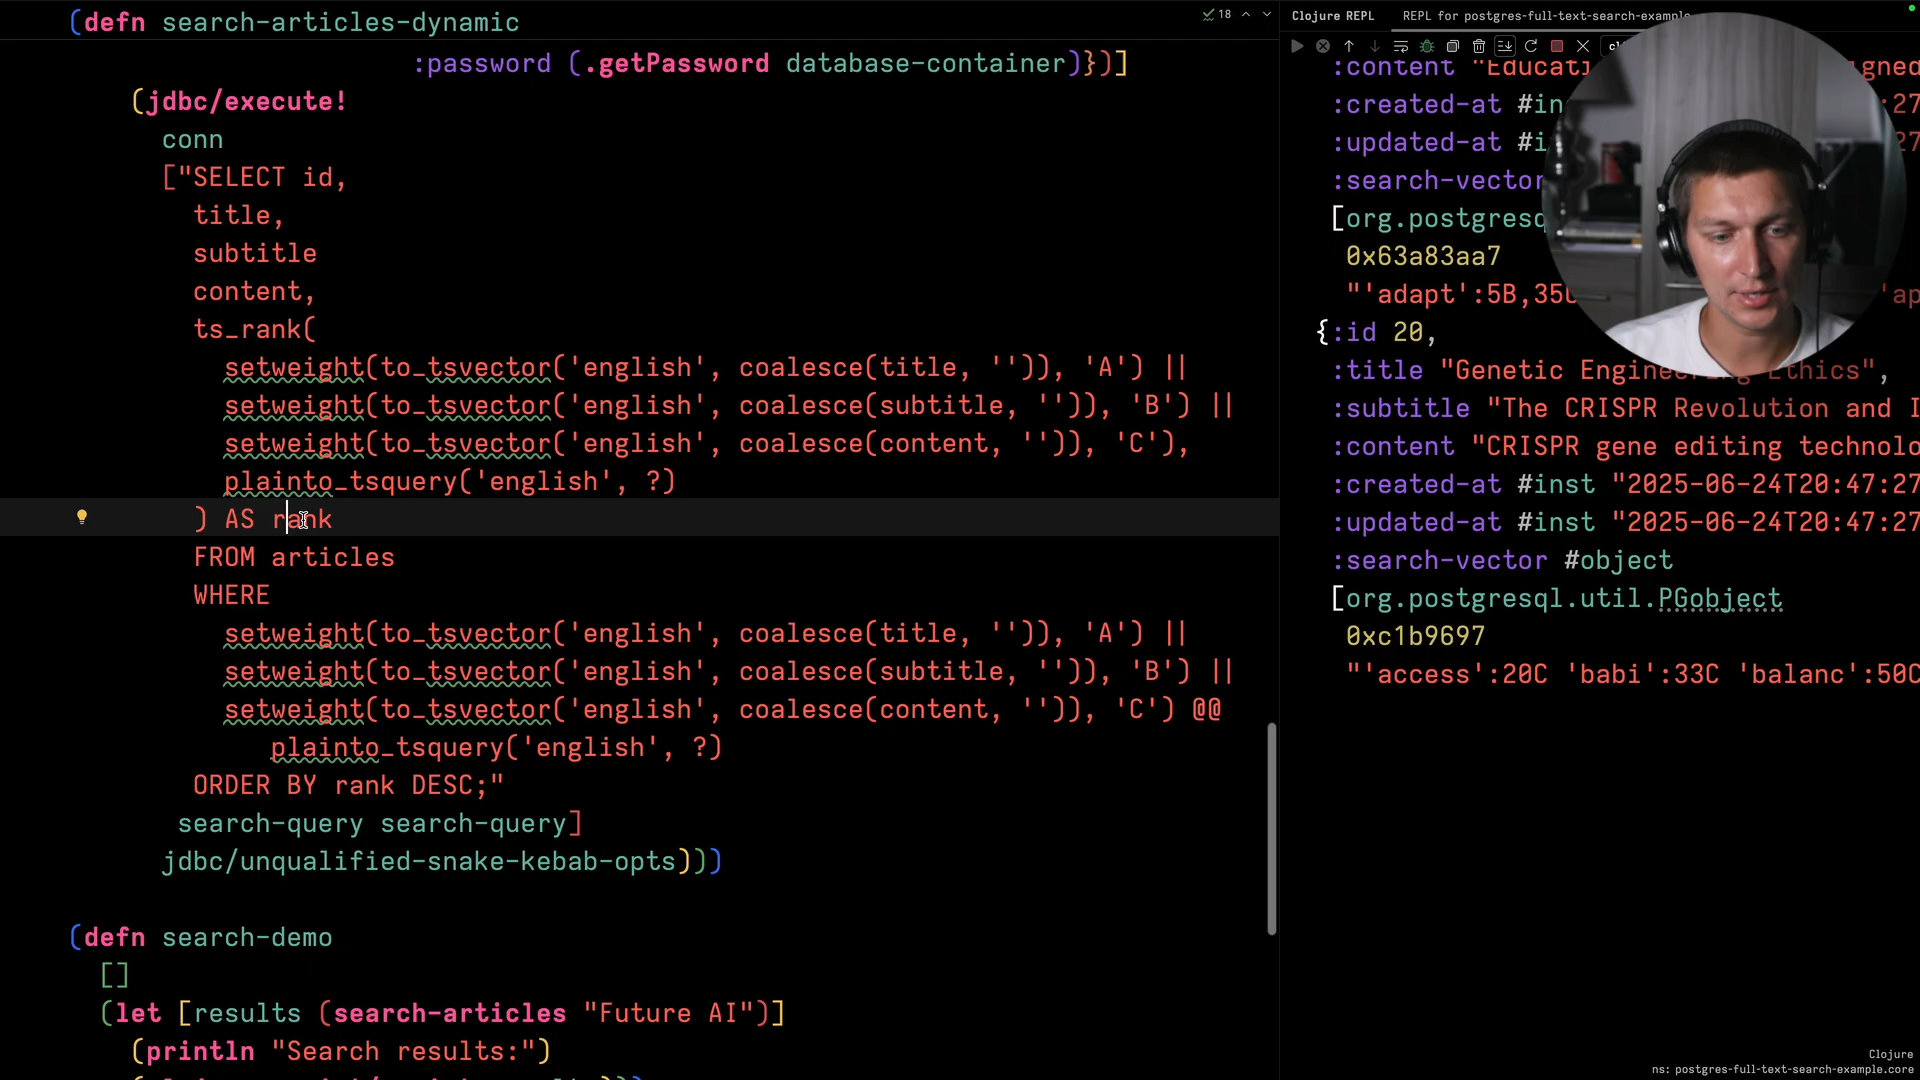 (defn search-articles-dynamic
18
:password (.getPassword database-container)})]
(jdbc/execute!
conn
["SELECT id,
title,
subtitle
content,
ts_rank(
setweight(to_tsvector('english', coalesce(title, '')), 'A') ||
setweight(to_tsvector('english', coalesce(subtitle, '')), 'B') ||
setweight(to_tsvector('english', coalesce(content, '')), 'C'),
plainto_tsquery('english', ?)
) AS rank
FROM articles
WHERE
setweight(to_tsvector('english', coalesce(title, '')), 'A') ||
setweight(to_tsvector('english', coalesce(subtitle, '')), 'B') ||
setweight(to_tsvector('english', coalesce(content, '')), 'C') @@
plainto_tsquery('english', ?)
ORDER BY rank DESC;"
search-query search-query]
jdbc/unqualified-snake-kebab-opts)))
(defn search-demo
[]
(let [results (search-articles "Future AI")]
(println "Search results:")
Clojure REPL REPL for postgres-full-text-search-example
:content "Educati
:created-at #in
:updated-at #i
:search-vector
[org.postgresq
0x63a83aa7
"'adapt':5B,35
{:id 20,
:title "Genetic Engineering Ethics",
:subtitle "The CRISPR Revolution and I
:content "CRISPR gene editing technolo
:created-at #inst "2025-06-24T20:47:27
:updated-at #inst "2025-06-24T20:47:27
:search-vector #object
[org.postgresql.util.PGobject
0xc1b9697
"'access':20C 'babi':33C 'balanc':50C
Clojure
ns: postgres-full-text-search-example.core